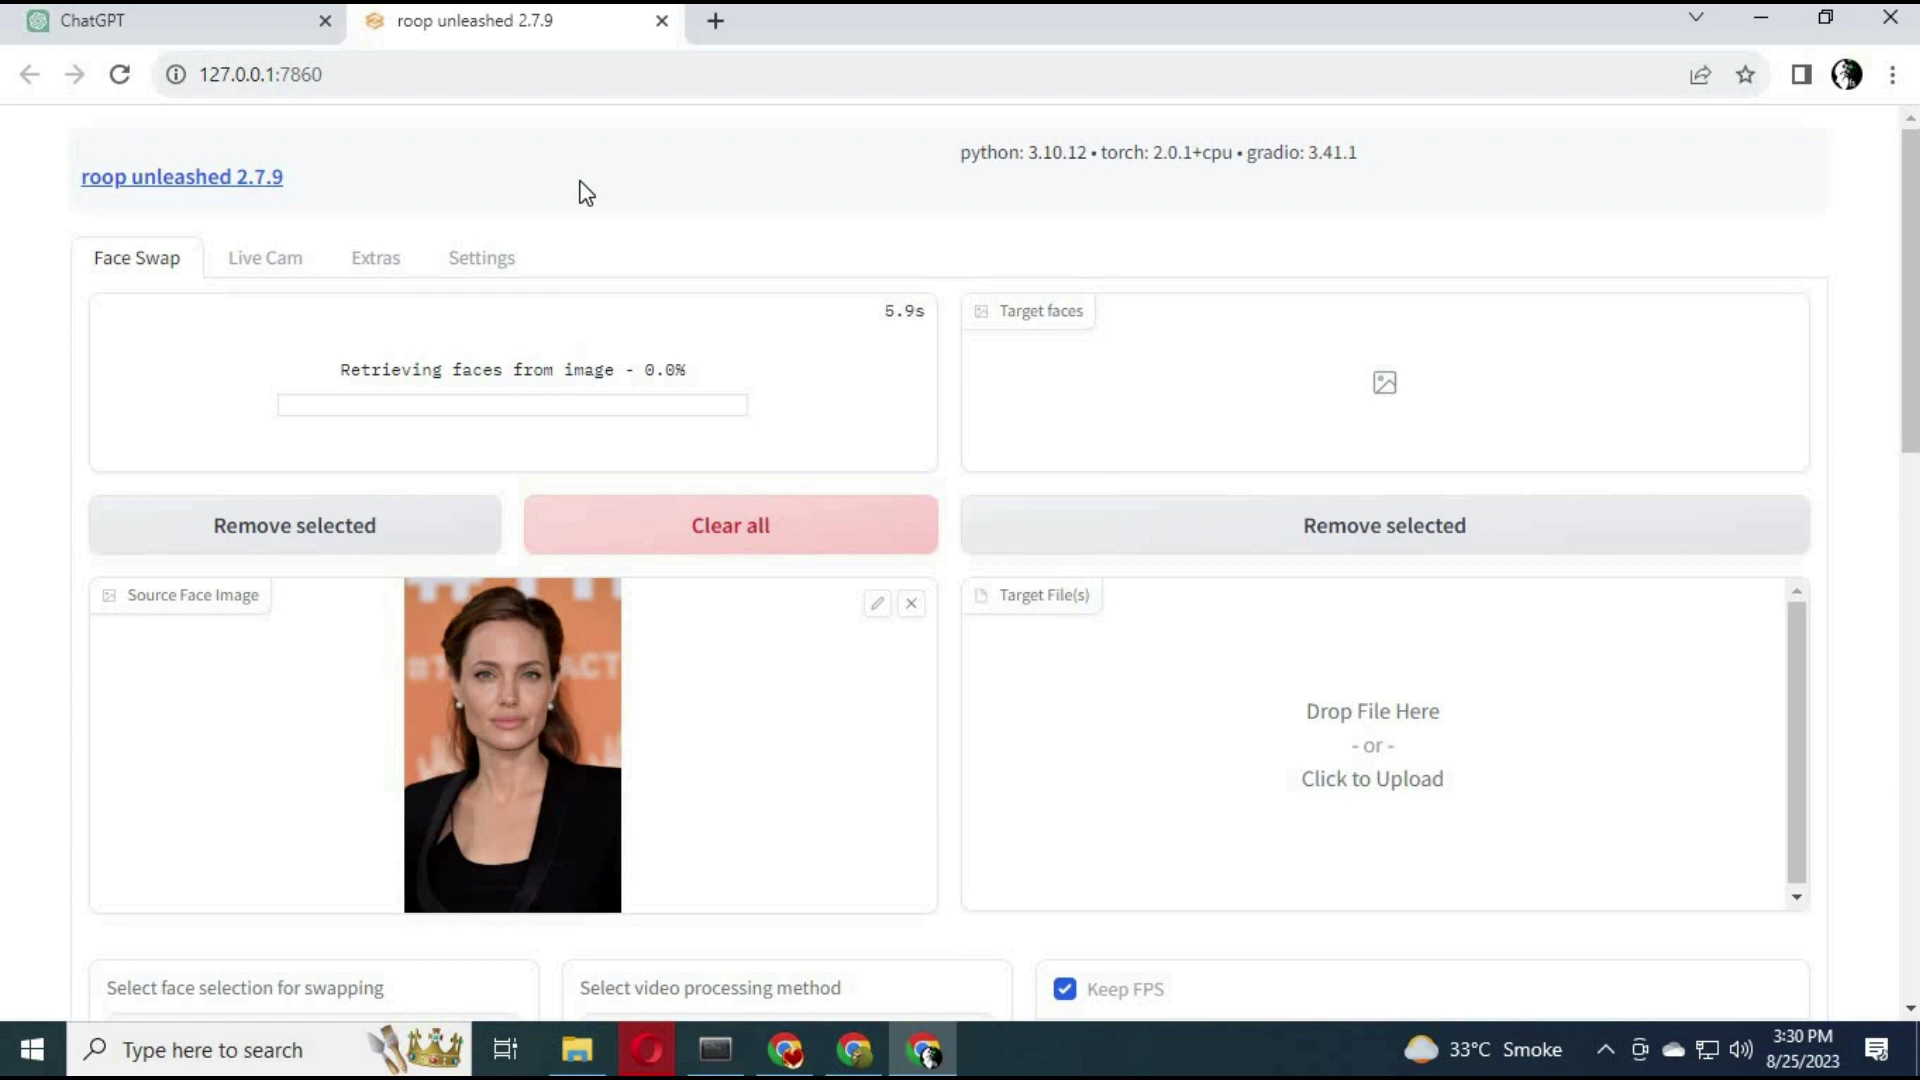 ChatGPT
roop unleashed 2.7.9
127.0.0.1:7860
python: 3.10.12 • torch: 2.0.1+cpu • gradio: 3.41.1
roop unleashed 2.7.9
Face Swap
Live Cam
Extras
Settings
5.9s
Retrieving faces from image - 0.0%
Target faces
Remove selected
Clear all
Remove selected
Source Face Image
Target File(s)
Drop File Here
- or -
Click to Upload
Select face selection for swapping
Select video processing method
Keep FPS
Type here to search
33°C Smoke
3:30 PM
8/25/2023